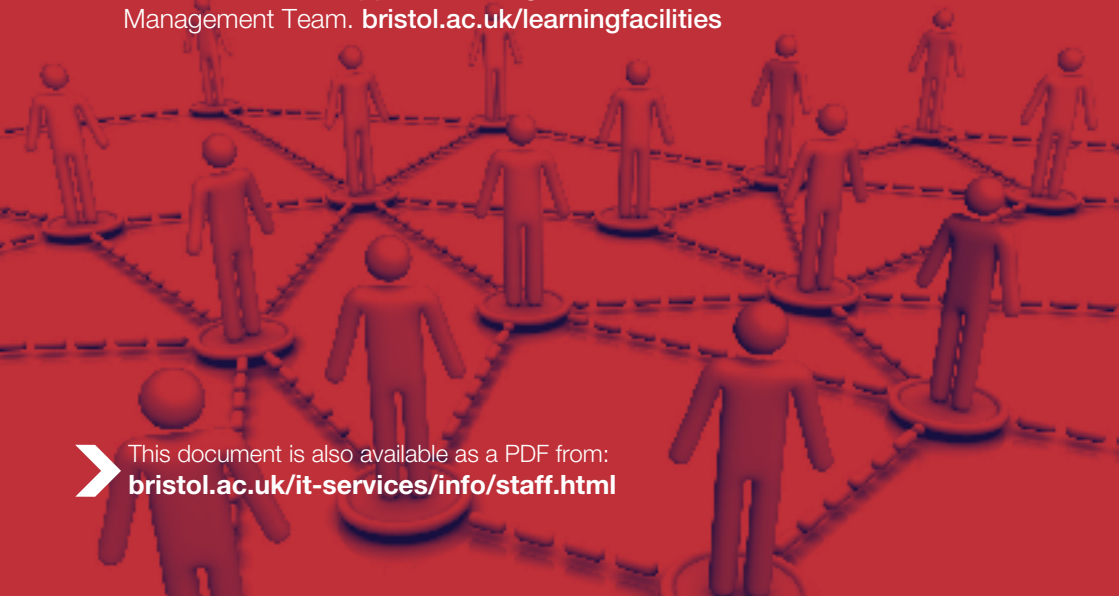 Management Team. bristol.ac.uk/learningfacilities
This document is also available as a PDF from:
bristol.ac.uk/it-services/info/staff.html